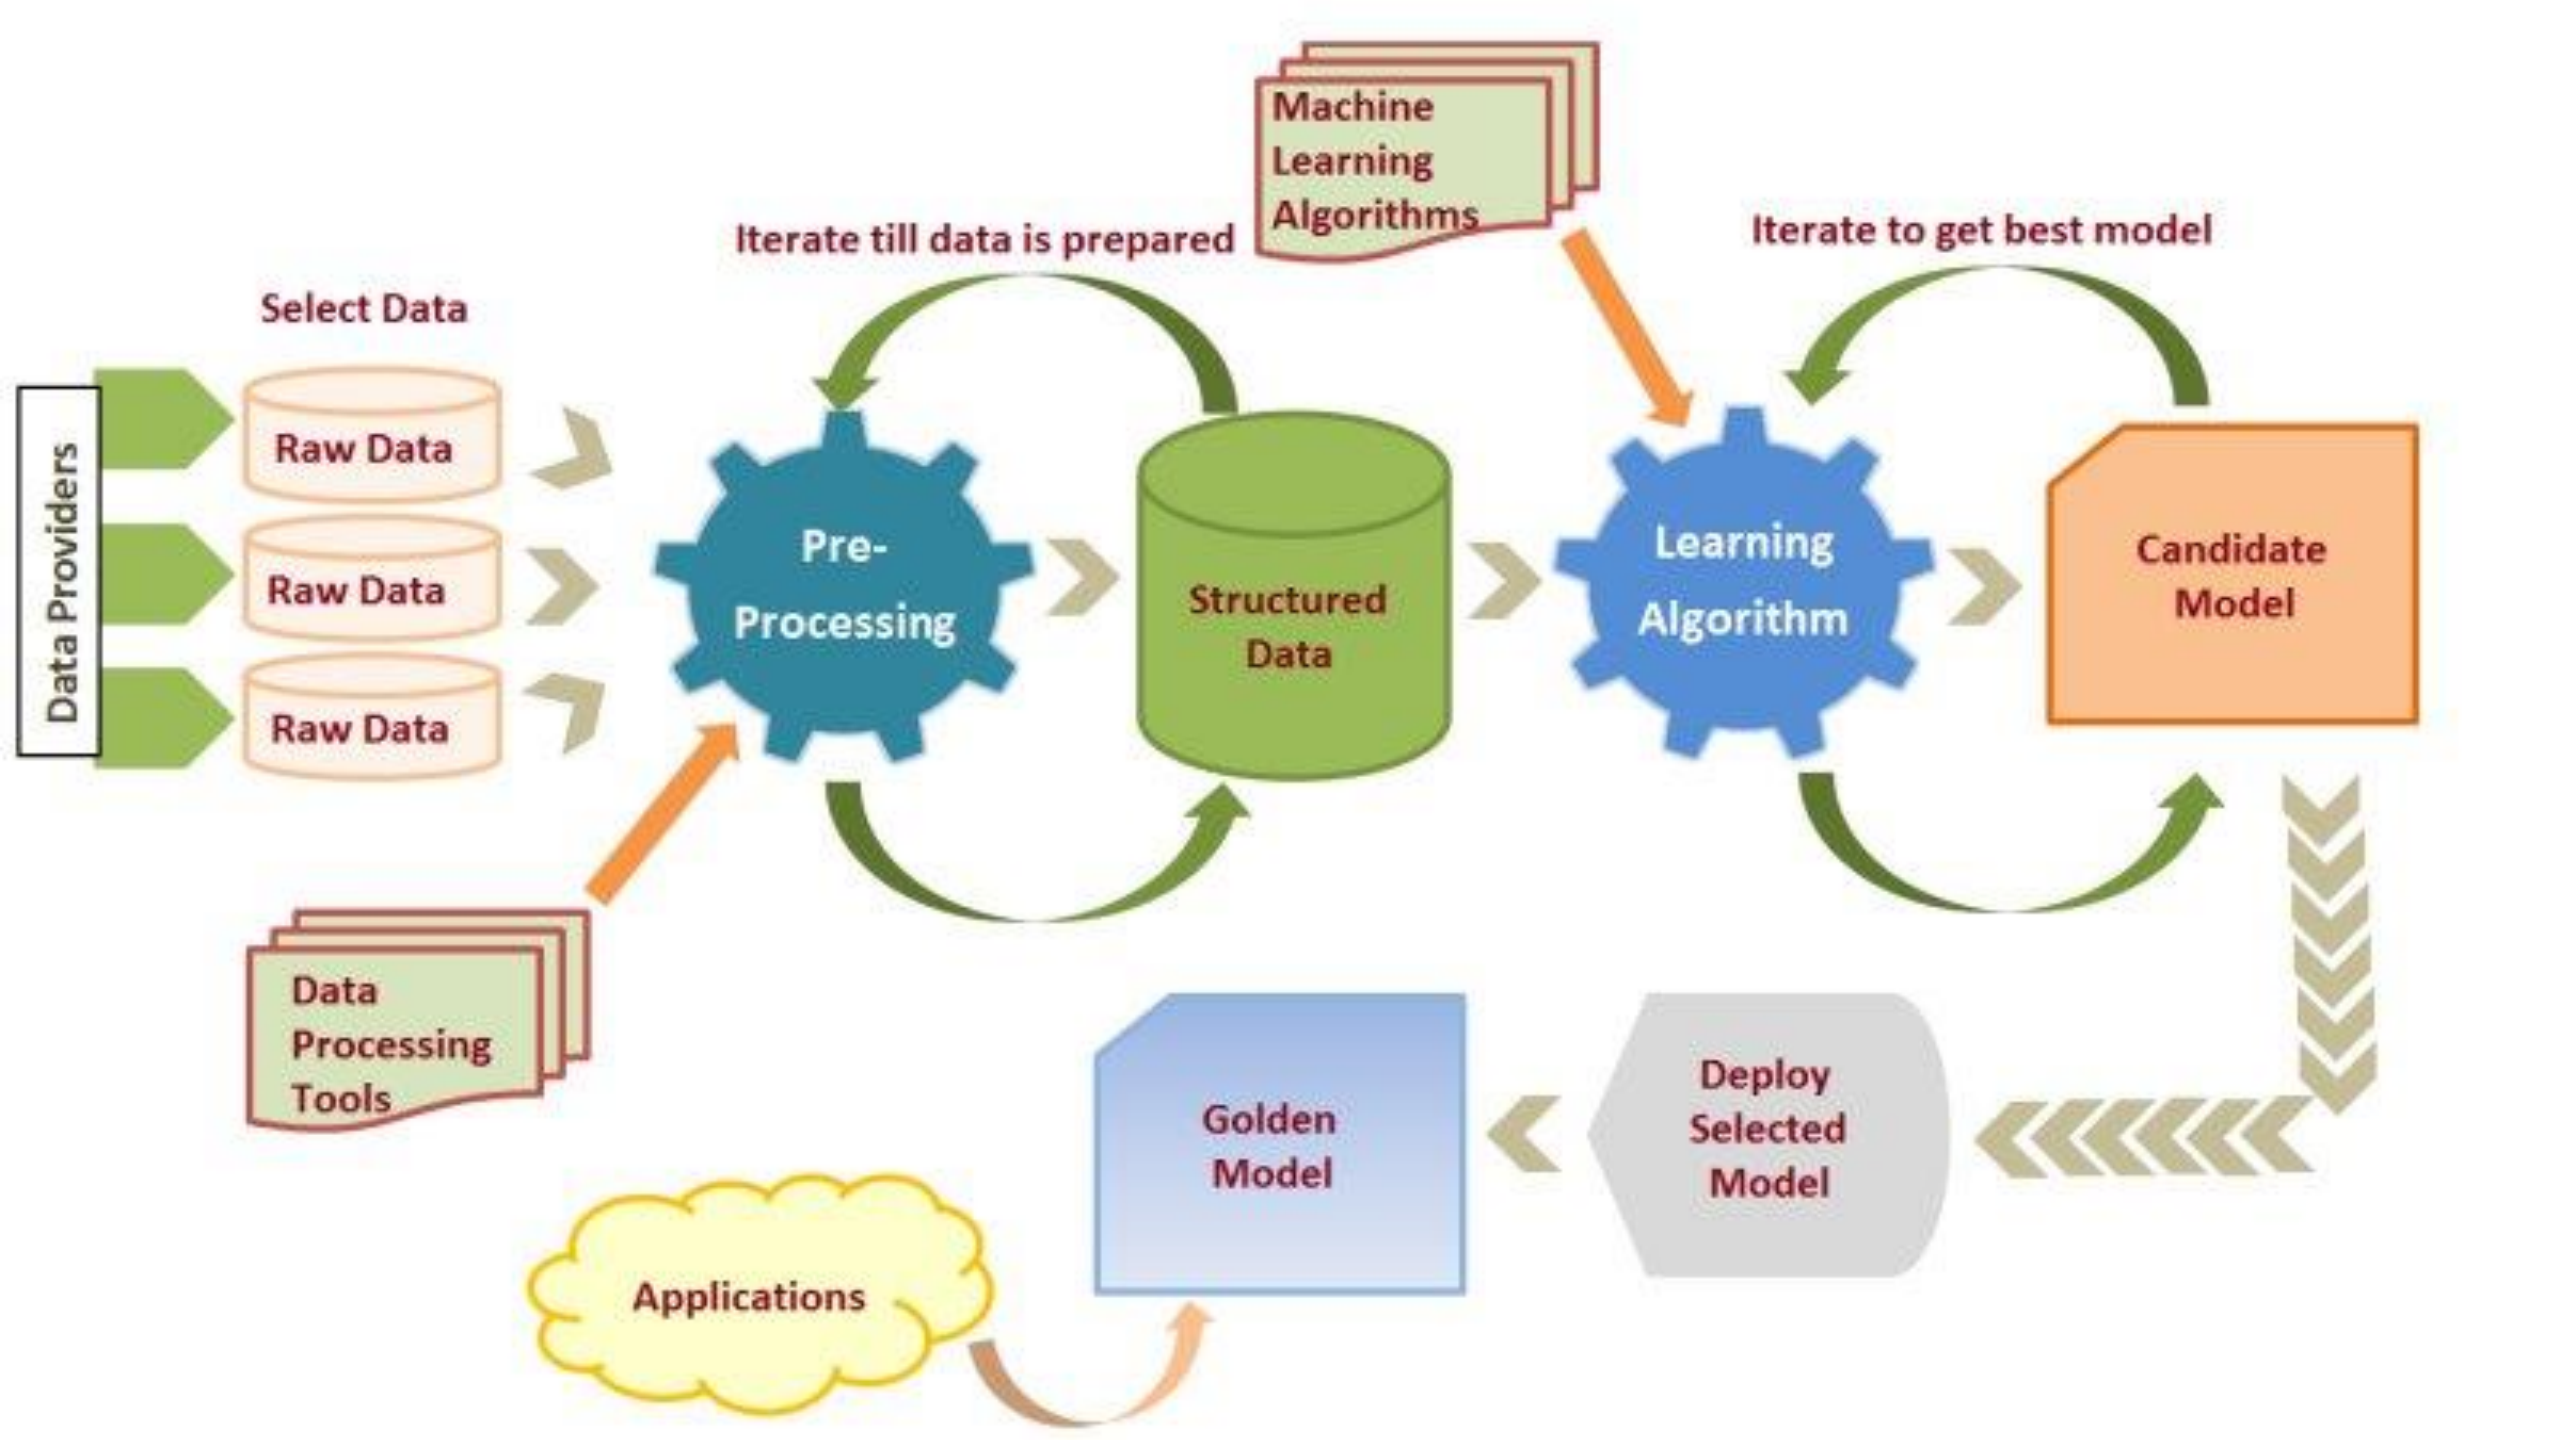 Machine
Learning
Algorithms
Iterate till data is prepared
Iterate to get best model
Select Data
Data Providers
Raw Data
Raw Data
Raw Data
Pre-
Processing
Structured
Data
Learning
Algorithm
Candidate
Model
Data
Processing
Tools
Golden
Model
Deploy
Selected
Model
Applications